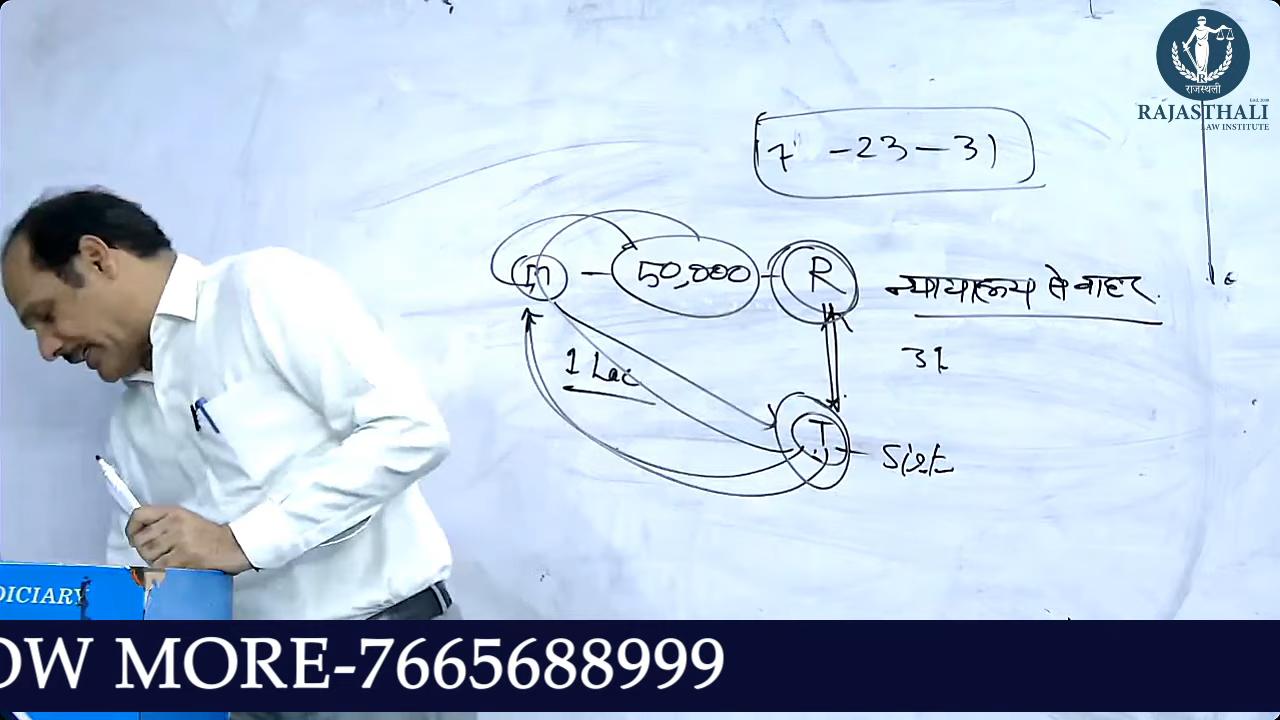 राजस्थली
RAJASTHALI
LAW INSTITUTE
7 - 23 - 31
M - 50,000 - R
न्यायालय से बाहर
31
1 Lac
T
DICIARY
OW MORE-7665688999